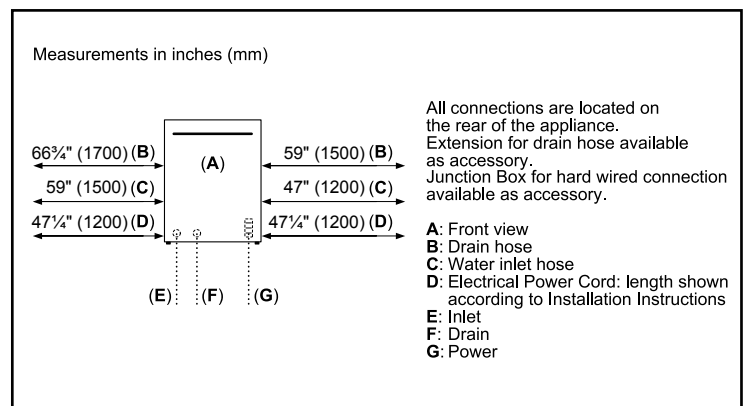 Measurements in inches (mm)
66¾" (1700) (B)
59" (1500) (C)
47¼" (1200) (D)
(A)
59" (1500) (B)
47" (1200) (C)
47¼" (1200) (D)
(E)
(F)
(G)
All connections are located on
the rear of the appliance.
Extension for drain hose available
as accessory.
Junction Box for hard wired connection
available as accessory.
A: Front view
B: Drain hose
C: Water inlet hose
D: Electrical Power Cord: length shown
according to Installation Instructions
E: Inlet
F: Drain
G: Power